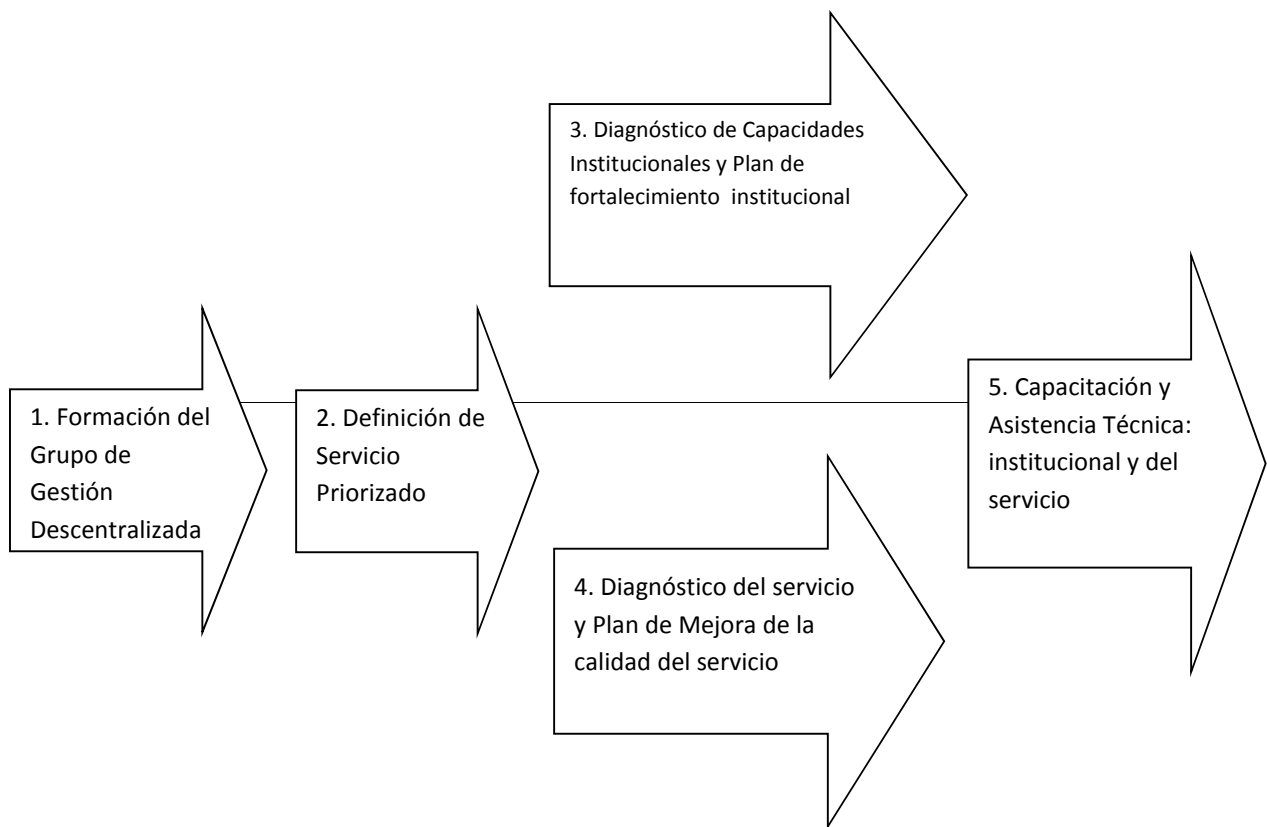 1. Formación del
Grupo de
Gestión
Descentralizada
2. Definición de
Servicio
Priorizado
3. Diagnóstico de Capacidades
Institucionales y Plan de
fortalecimiento institucional
4. Diagnóstico del servicio
y Plan de Mejora de la
calidad del servicio
5. Capacitación y
Asistencia Técnica:
institucional y del
servicio